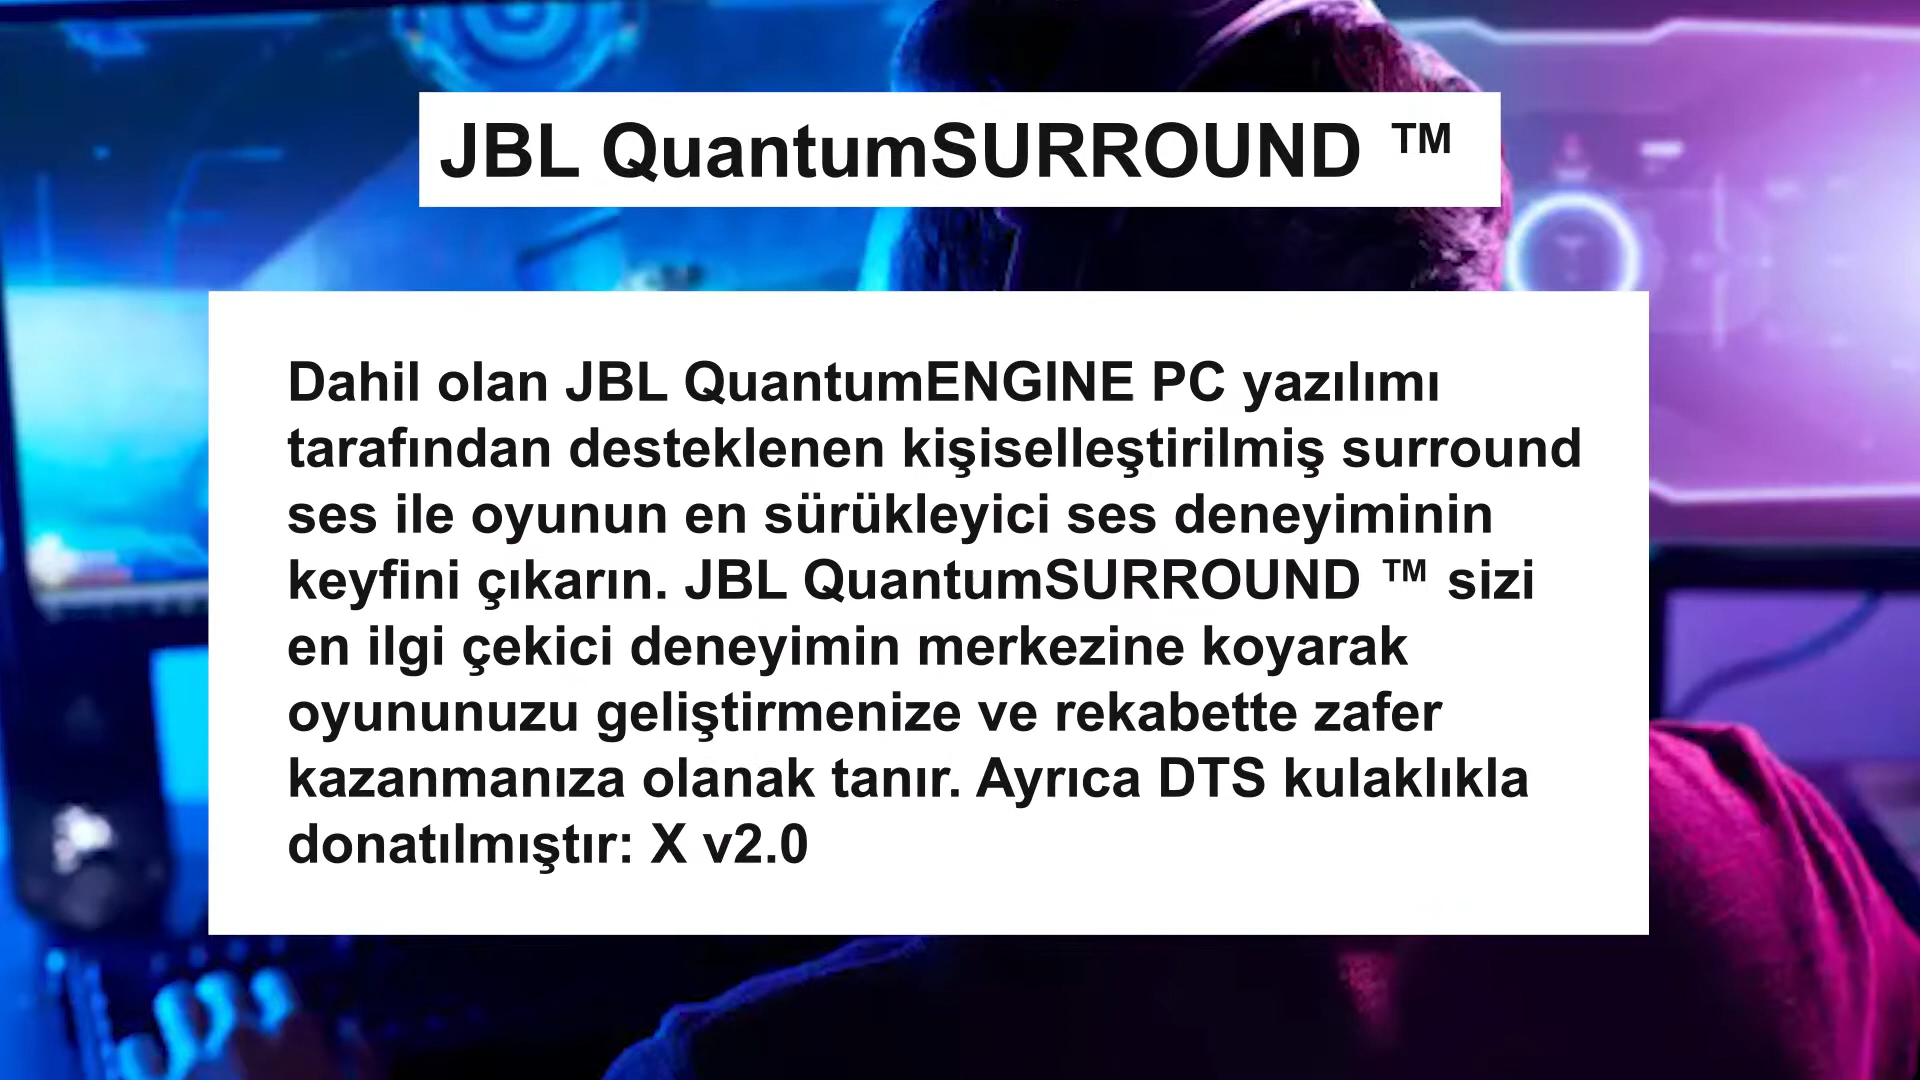 JBL QuantumSURROUND ™
Dahil olan JBL QuantumENGINE PC yazılımı
tarafından desteklenen kişiselleştirilmiş surround
ses ile oyunun en sürükleyici ses deneyiminin
keyfini çıkarın. JBL QuantumSURROUND ™ sizi
en ilgi çekici deneyimin merkezine koyarak
oyununuzu geliştirmenize ve rekabette zafer
kazanmanıza olanak tanır. Ayrıca DTS kulaklıkla
donatılmıştır: X v2.0